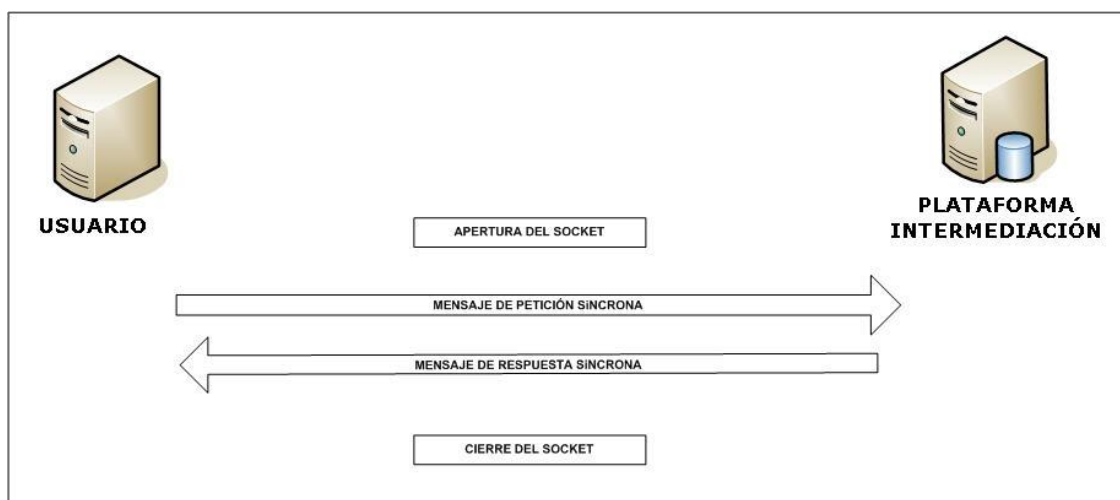 USUARIO
PLATAFORMA
INTERMEDIACIÓN
APERTURA DEL SOCKET
MENSAJE DE PETICIÓN SíNCRONA
MENSAJE DE RESPUESTA SíNCRONA
CIERRE DEL SOCKET